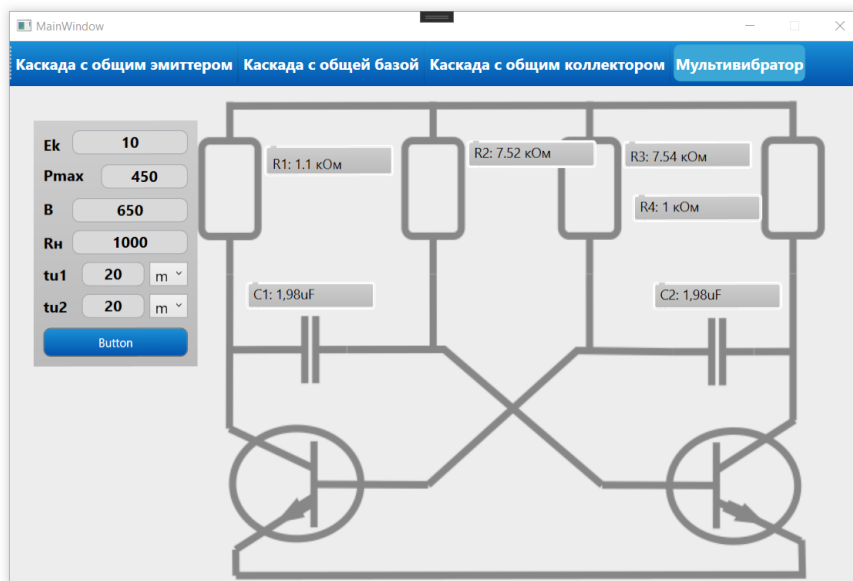 MainWindow
Каскада с общим эмиттером Каскада с общей базой Каскада с общим коллектором Мультивибратор
Ek 10
Pmax 450
B 650
Rн 1000
tu1 20 m
tu2 20 m
Button
R1: 1.1 кОм
R2: 7.52 кОм
R3: 7.54 кОм
R4: 1 кОм
C1: 1,98uF
C2: 1,98uF